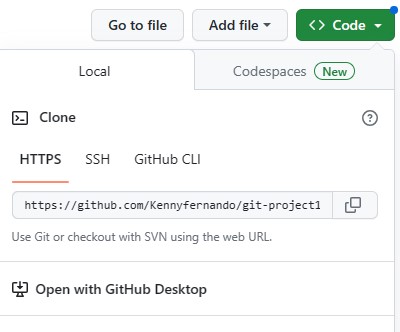 Go to file Add file Code
Local Codespaces New
Clone
HTTPS SSH GitHub CLI
https://github.com/Kennyfernando/git-project1
Use Git or checkout with SVN using the web URL.
Open with GitHub Desktop